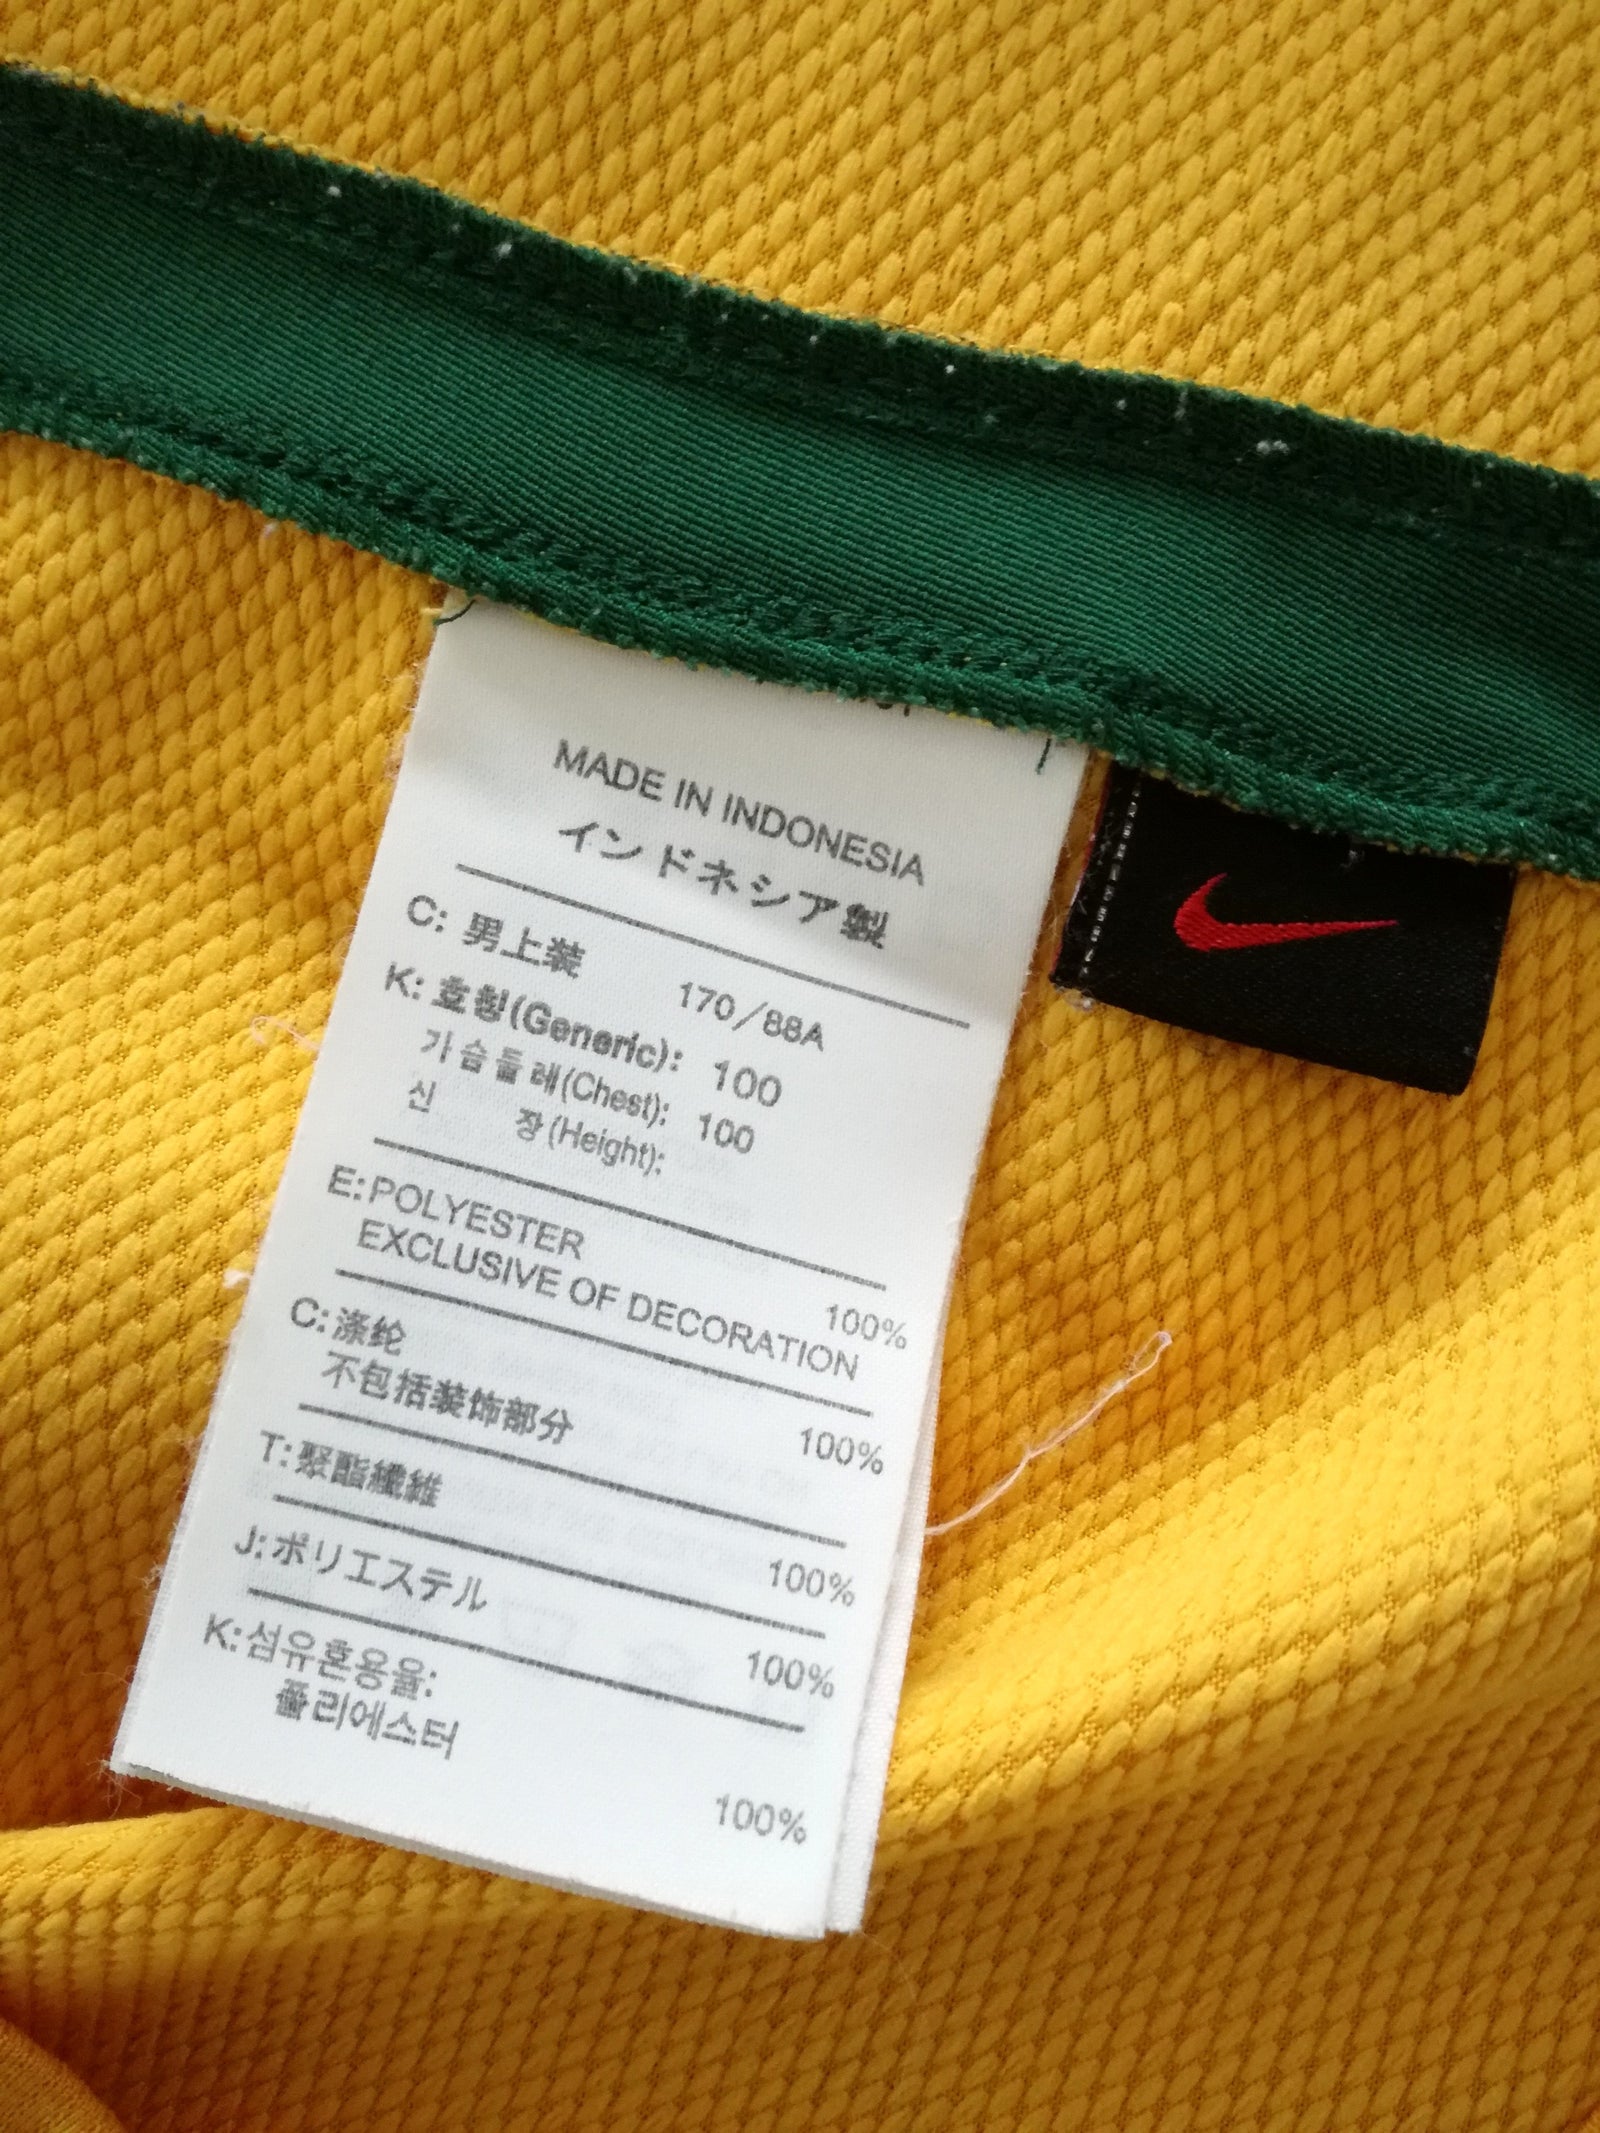 MADE IN INDONESIA
インドネシア製
C: 男上装 170/88A
K: 호칭(Generic): 100
가슴둘레(Chest): 100
신 장(Height):
E:POLYESTER 100%
EXCLUSIVE OF DECORATION
C:涤纶 100%
不包括装饰部分
T:聚酯纖維 100%
J:ポリエステル 100%
K:섬유혼용율:
폴리에스터 100%